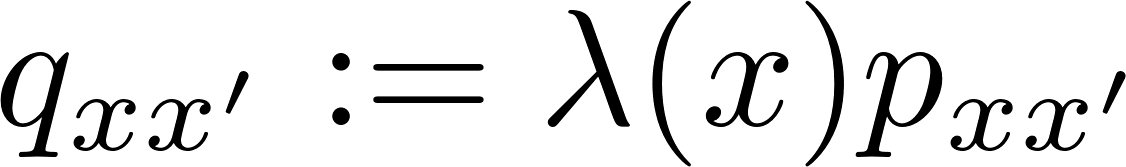 q_{xx'} := λ(x)p_{xx'}